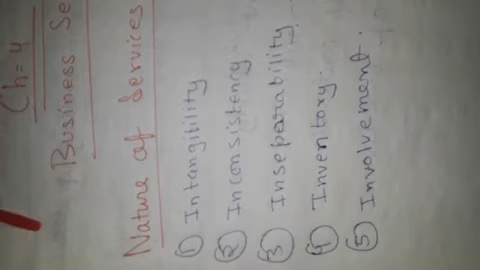 Ch=4
Business Se
Nature of Services
① Intangibility
② Inconsistency.
③ Inseparability
④ Inventory.
⑤ Involvement.